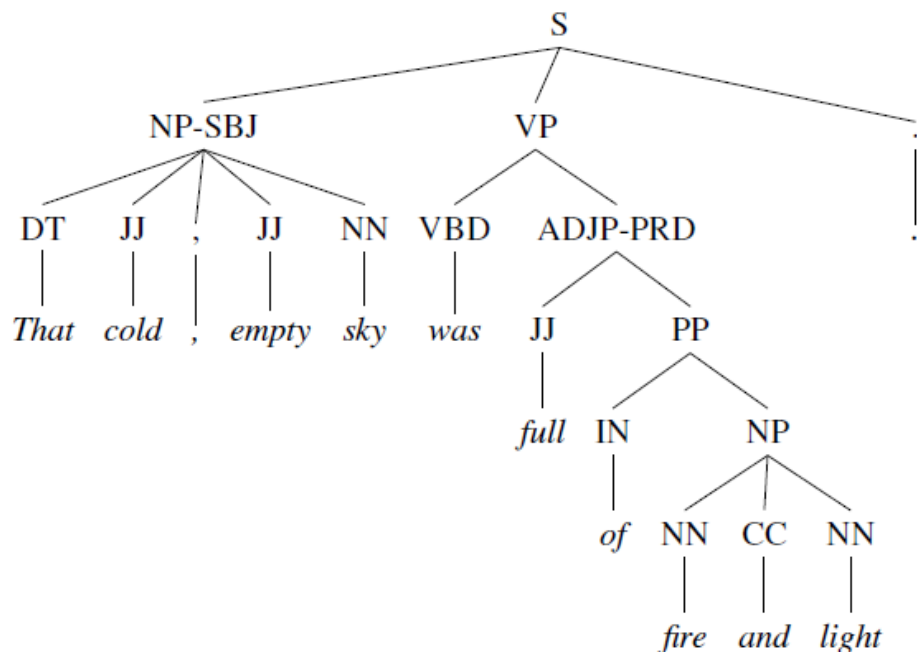 S
NP-SBJ VP .
DT JJ , JJ NN VBD ADJP-PRD .
That cold , empty sky was JJ PP
full IN NP
of NN CC NN
fire and light